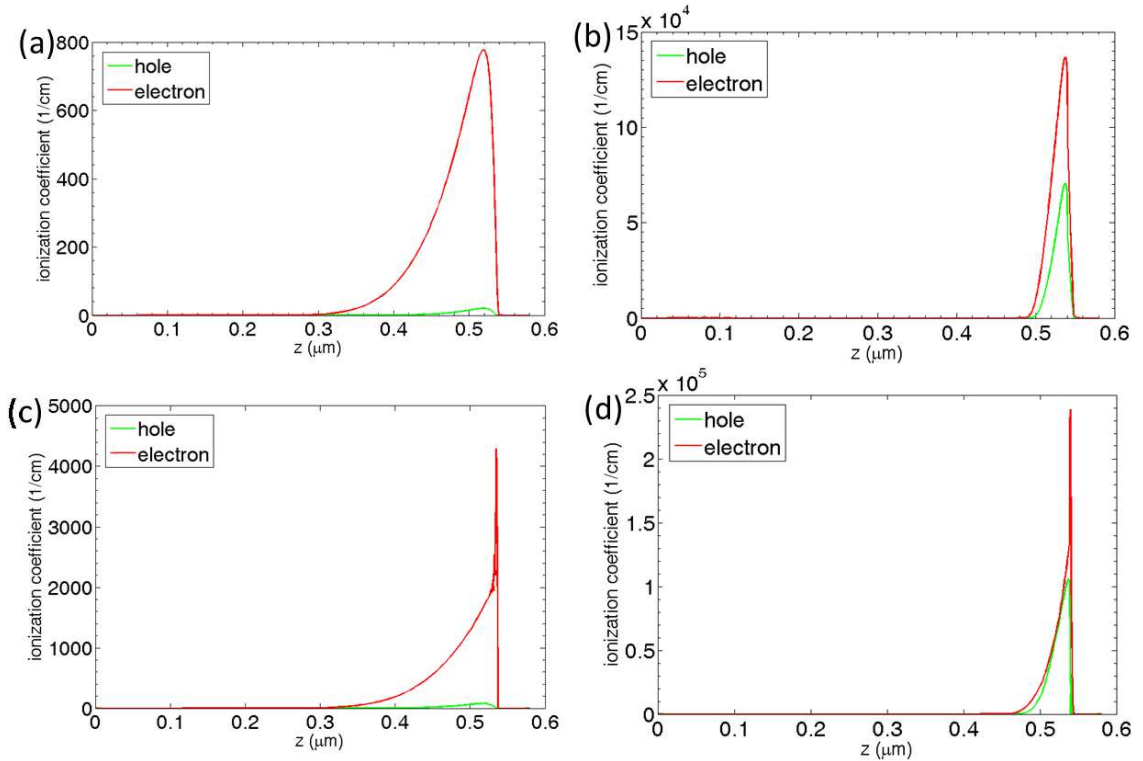 (a)
800
600
400
200
0
ionization coefficient (1/cm)
hole
electron
0 0.1 0.2 0.3 0.4 0.5 0.6
z (μm)
(b)
15 x 10⁴
10
5
0
ionization coefficient (1/cm)
hole
electron
0 0.1 0.2 0.3 0.4 0.5 0.6
z (μm)
(c)
5000
4000
3000
2000
1000
0
ionization coefficient (1/cm)
hole
electron
0 0.1 0.2 0.3 0.4 0.5 0.6
z (μm)
(d)
2.5 x 10⁵
2
1.5
1
0.5
0
ionization coefficient (1/cm)
hole
electron
0 0.1 0.2 0.3 0.4 0.5 0.6
z (μm)